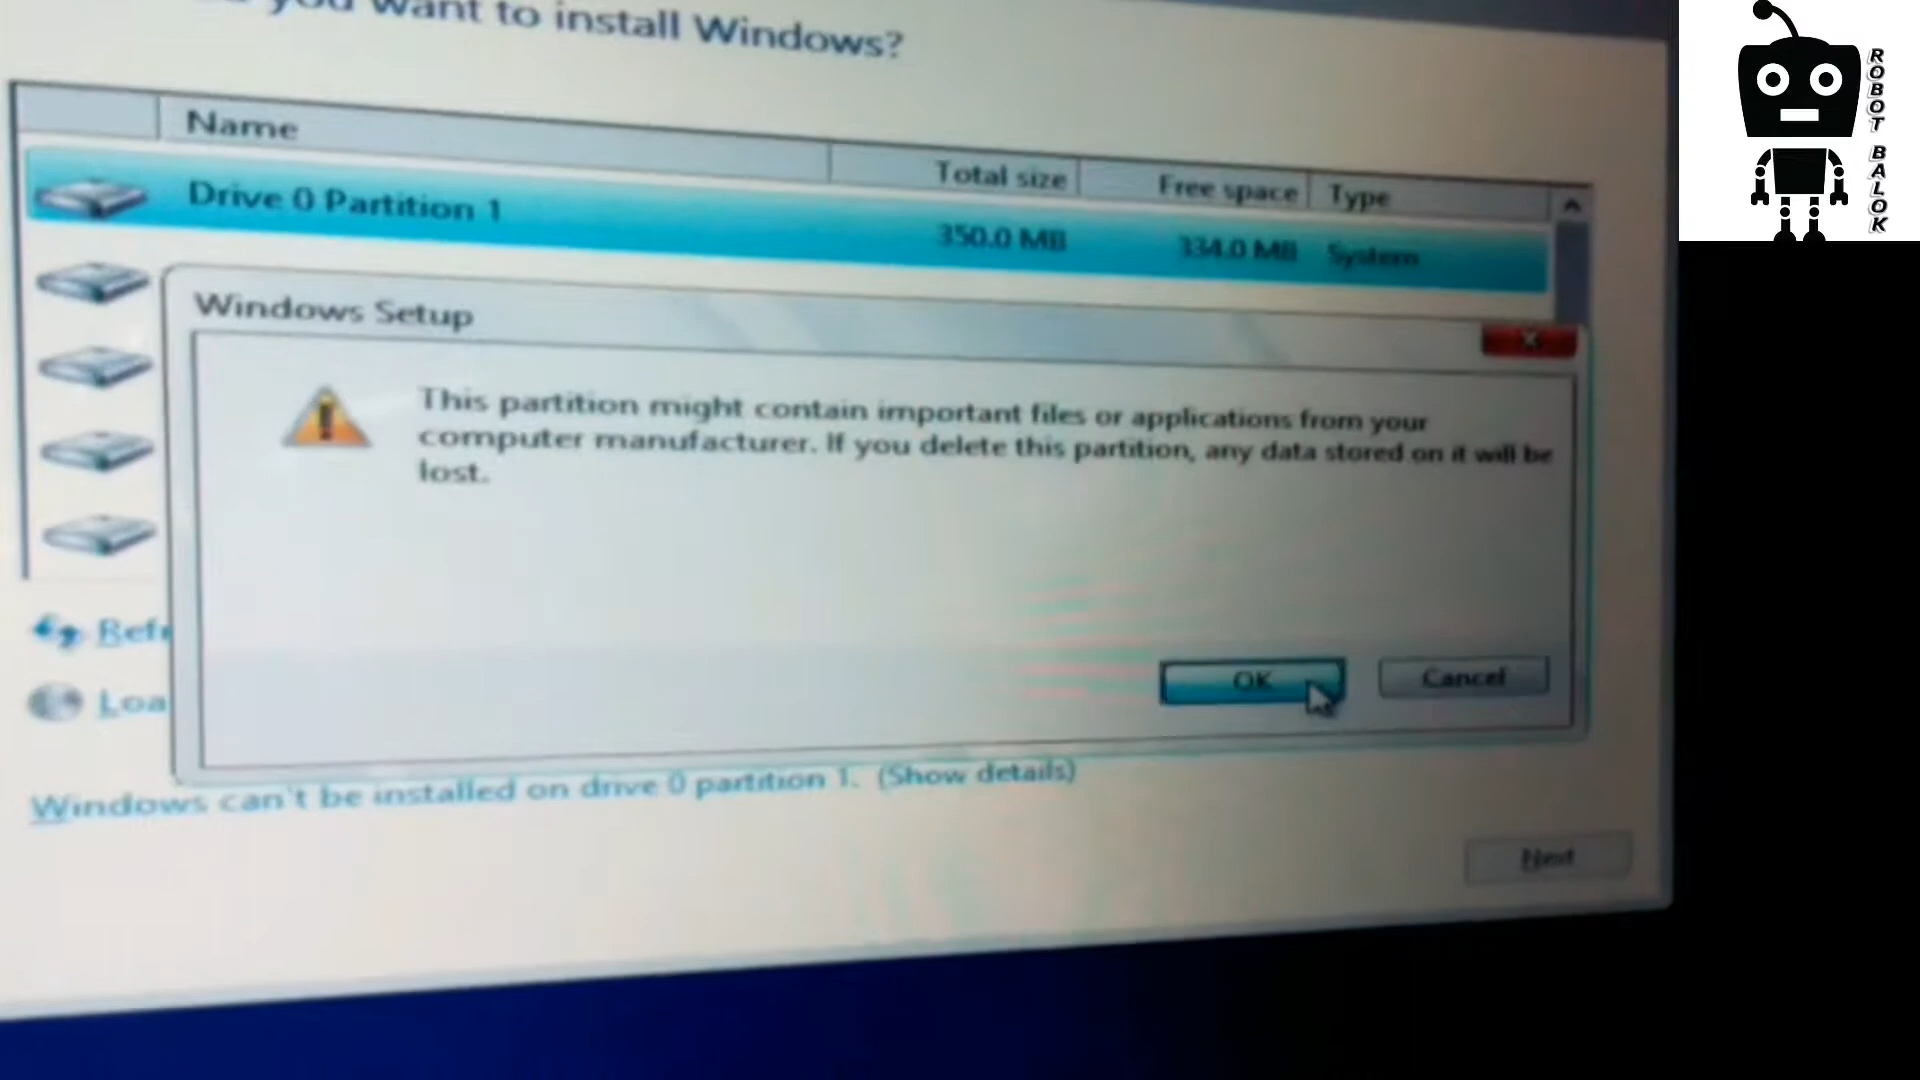 you want to install Windows?
Name
Total size
Free space
Type
Drive 0 Partition 1
350.0 MB
334.0 MB
System
Windows Setup
This partition might contain important files or applications from your
computer manufacturer. If you delete this partition, any data stored on it will be
lost.
OK
Cancel
Refr
Loa
Windows can't be installed on drive 0 partition 1. (Show details)
Next
ROBOT BALOK